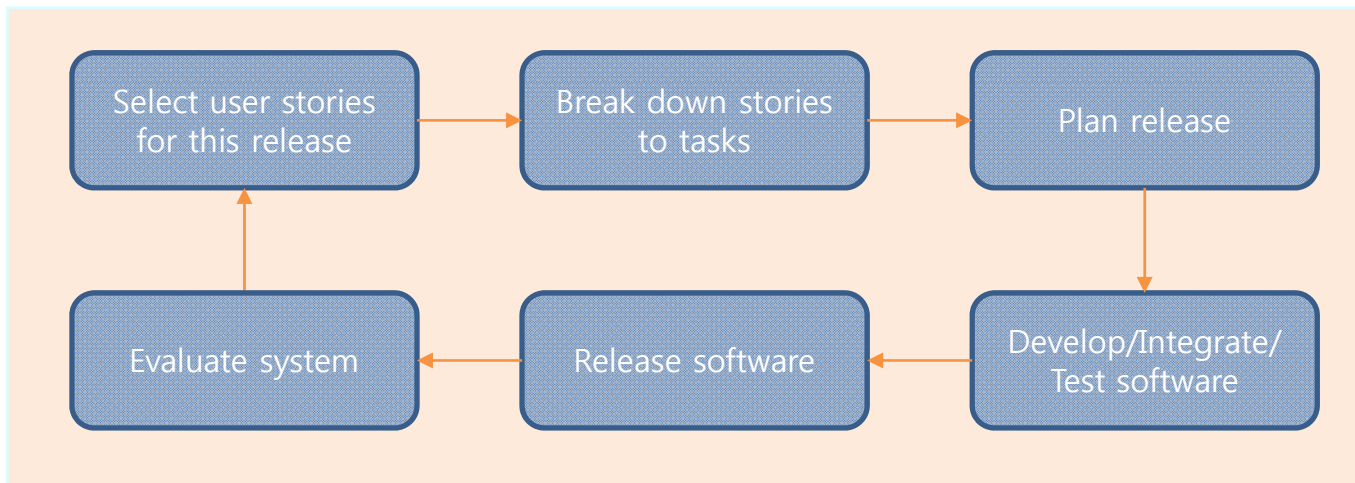 Select user stories
for this release
Break down stories
to tasks
Plan release
Evaluate system
Release software
Develop/Integrate/
Test software